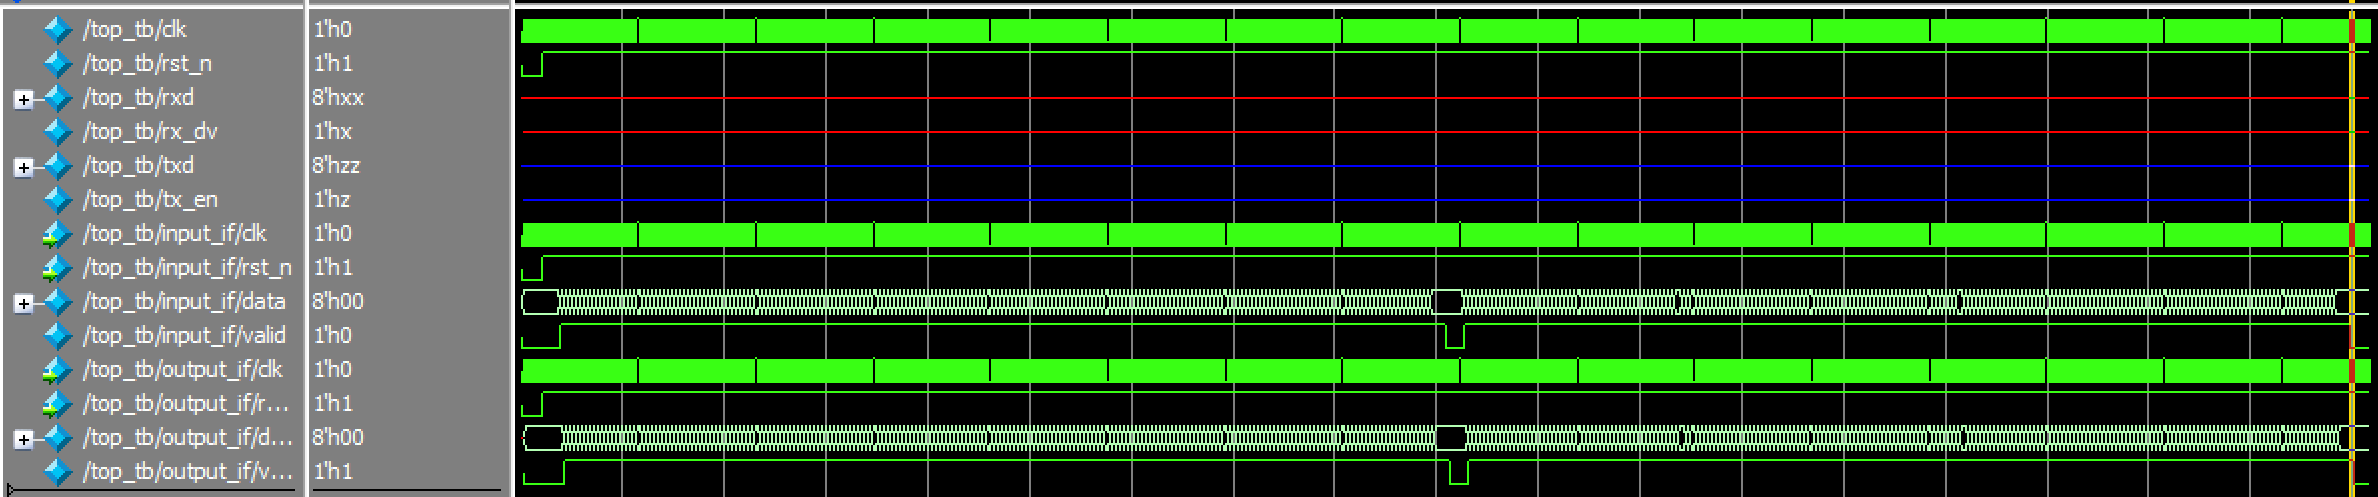 /top_tb/clk 1'h0
/top_tb/rst_n 1'h1
/top_tb/rxd 8'hxx
/top_tb/rx_dv 1'hx
/top_tb/txd 8'hzz
/top_tb/tx_en 1'hz
/top_tb/input_if/clk 1'h0
/top_tb/input_if/rst_n 1'h1
/top_tb/input_if/data 8'h00
/top_tb/input_if/valid 1'h0
/top_tb/output_if/clk 1'h0
/top_tb/output_if/r... 1'h1
/top_tb/output_if/d... 8'h00
/top_tb/output_if/v... 1'h1